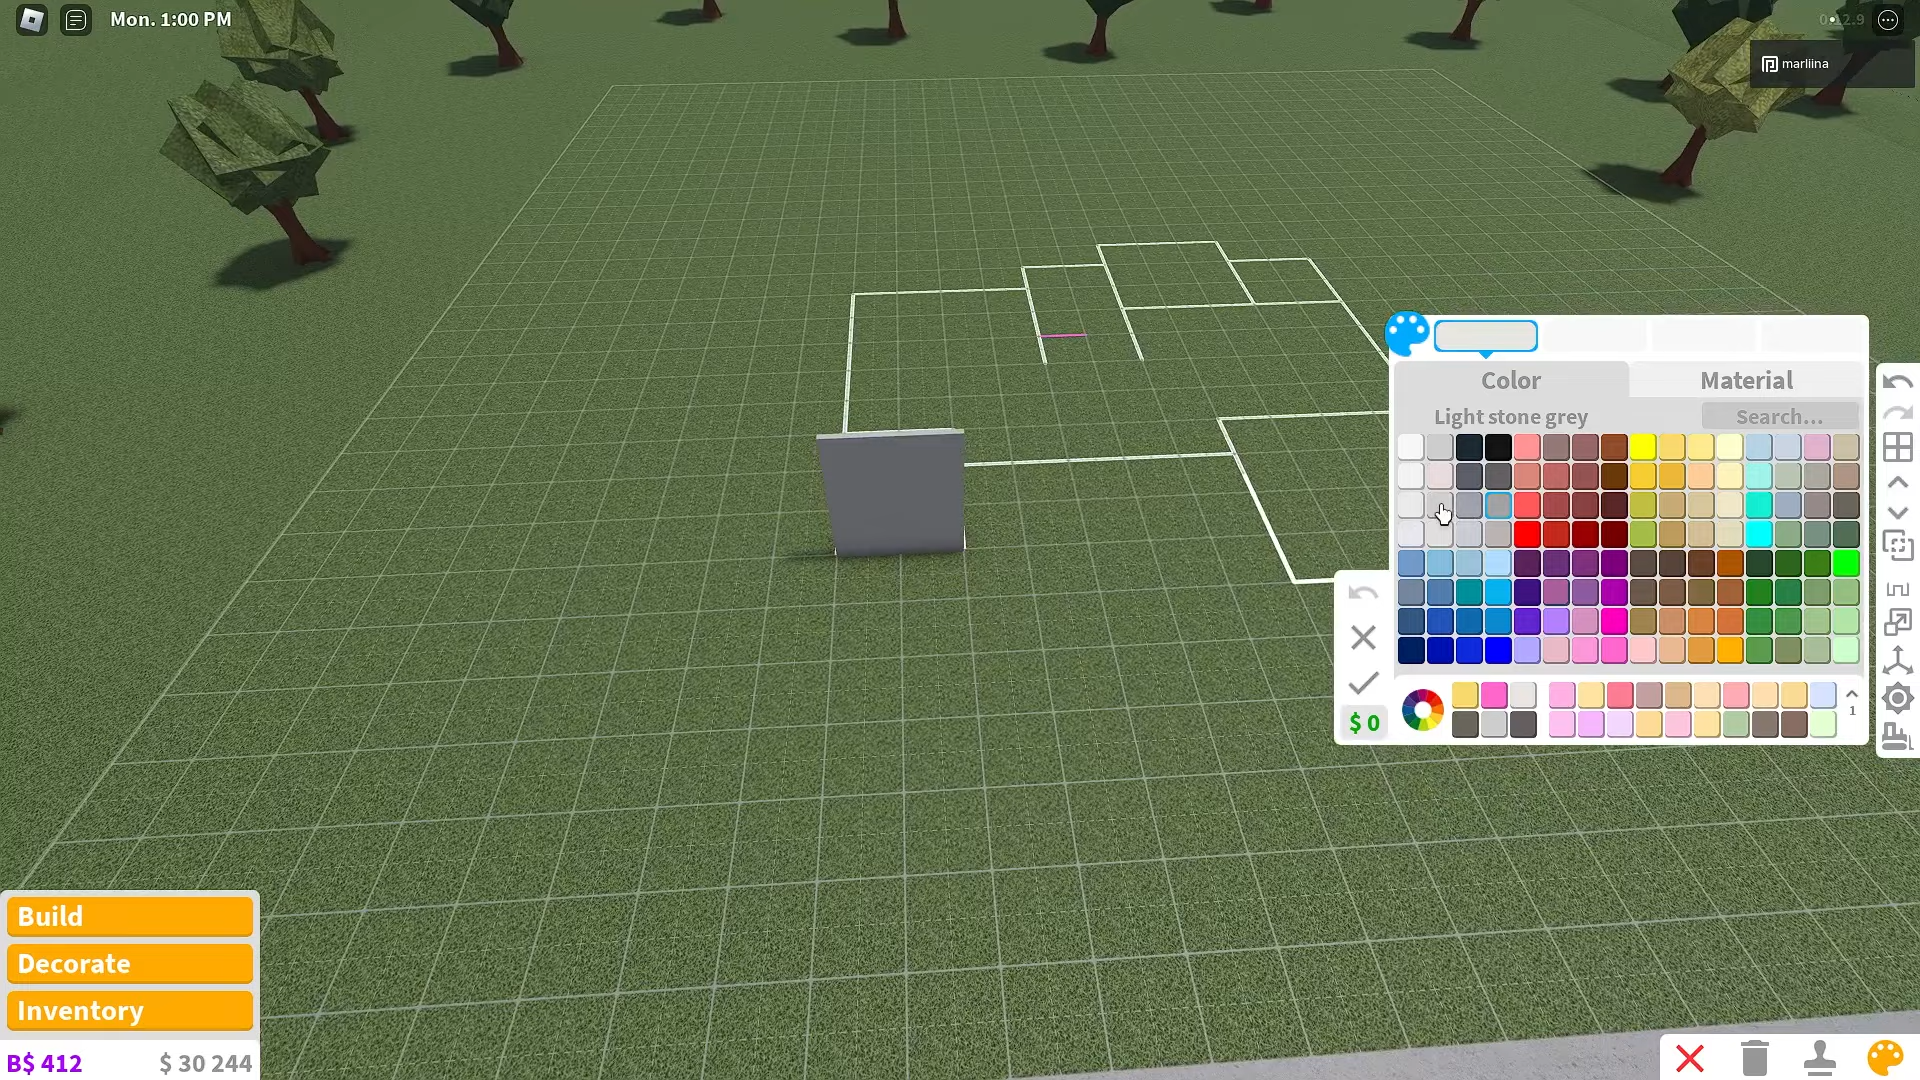 Mon. 1:00 PM
marliina
Color
Material
Light stone grey
Search...
$ 0
1
Build
Decorate
Inventory
B$ 412
$ 30 244